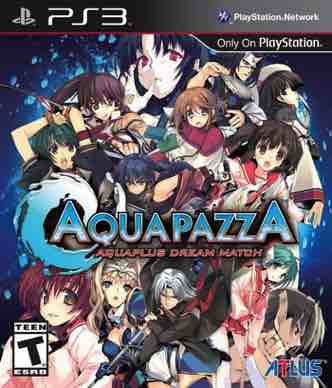 PS3
PlayStation.Network
Only On PlayStation.
AQUAPAZZA
AQUAPLUS DREAM MATCH
TEEN
T
ESRB
ATLUS